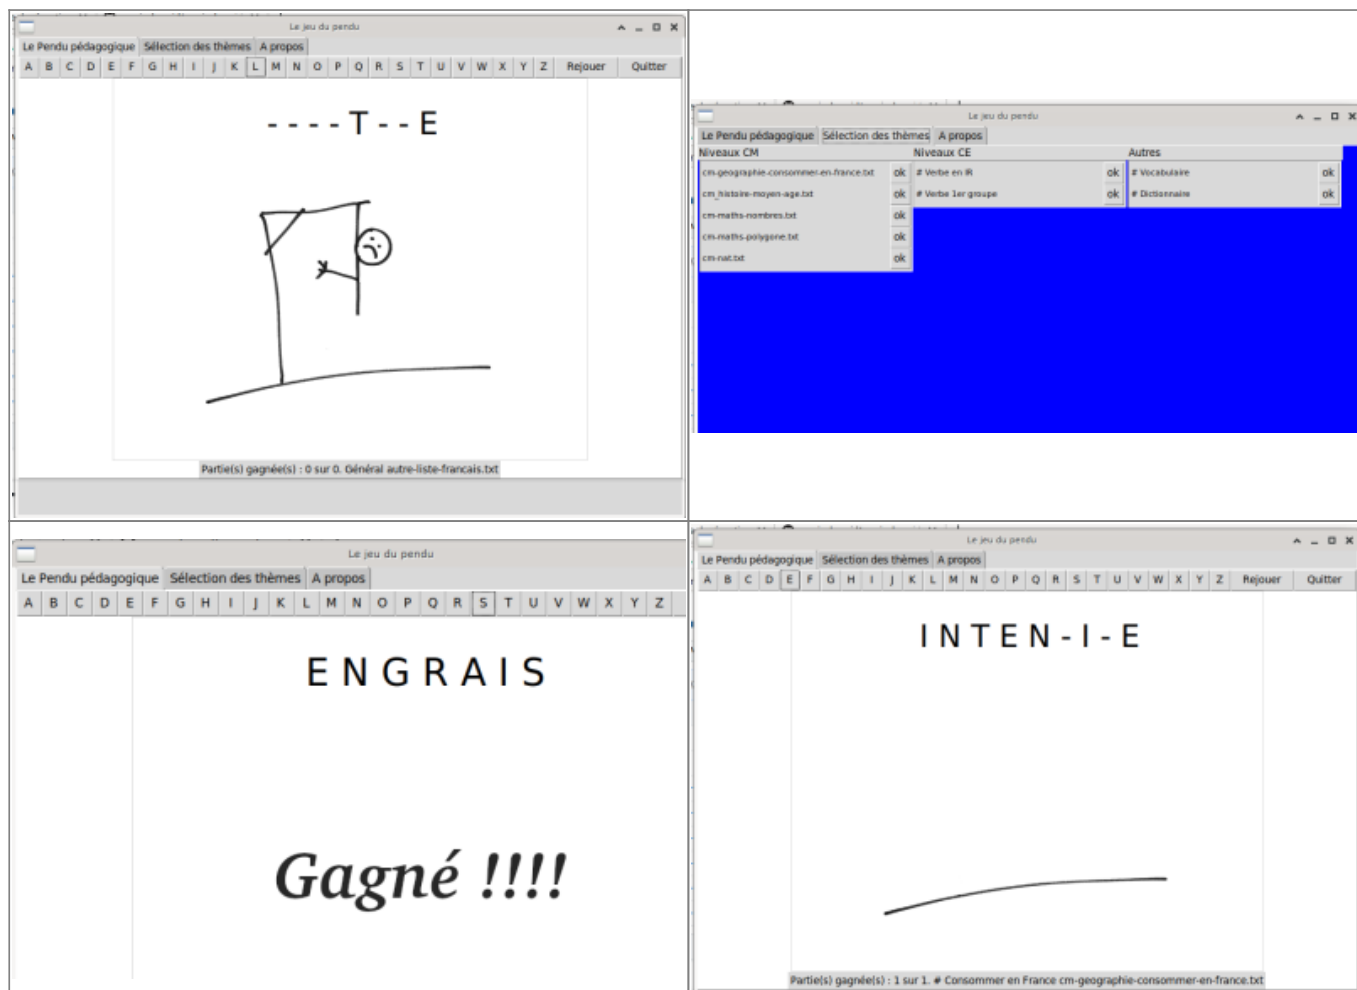 Le jeu du pendu
Le Pendu pédagogique Sélection des thèmes A propos
A B C D E F G H I J K L M N O P Q R S T U V W X Y Z Rejouer Quitter
- - - - T - - E
Partie(s) gagnée(s) : 0 sur 0. Général autre-liste-francais.txt
Le jeu du pendu
Le Pendu pédagogique Sélection des thèmes A propos
Niveaux CM Niveaux CE Autres
cm-geographie-consommer-en-france.txt ok # Verbe en IR ok # Vocabulaire ok
cm_histoire-moyen-age.txt ok # Verbe 1er groupe ok # Dictionnaire ok
cm-maths-nombres.txt ok
cm-maths-polygone.txt ok
cm-nat.txt ok
Le jeu du pendu
Le Pendu pédagogique Sélection des thèmes A propos
A B C D E F G H I J K L M N O P Q R S T U V W X Y Z
E N G R A I S
Gagné !!!!
Le jeu du pendu
Le Pendu pédagogique Sélection des thèmes A propos
A B C D E F G H I J K L M N O P Q R S T U V W X Y Z Rejouer Quitter
I N T E N - I - E
Partie(s) gagnée(s) : 1 sur 1. # Consommer en France cm-geographie-consommer-en-france.txt